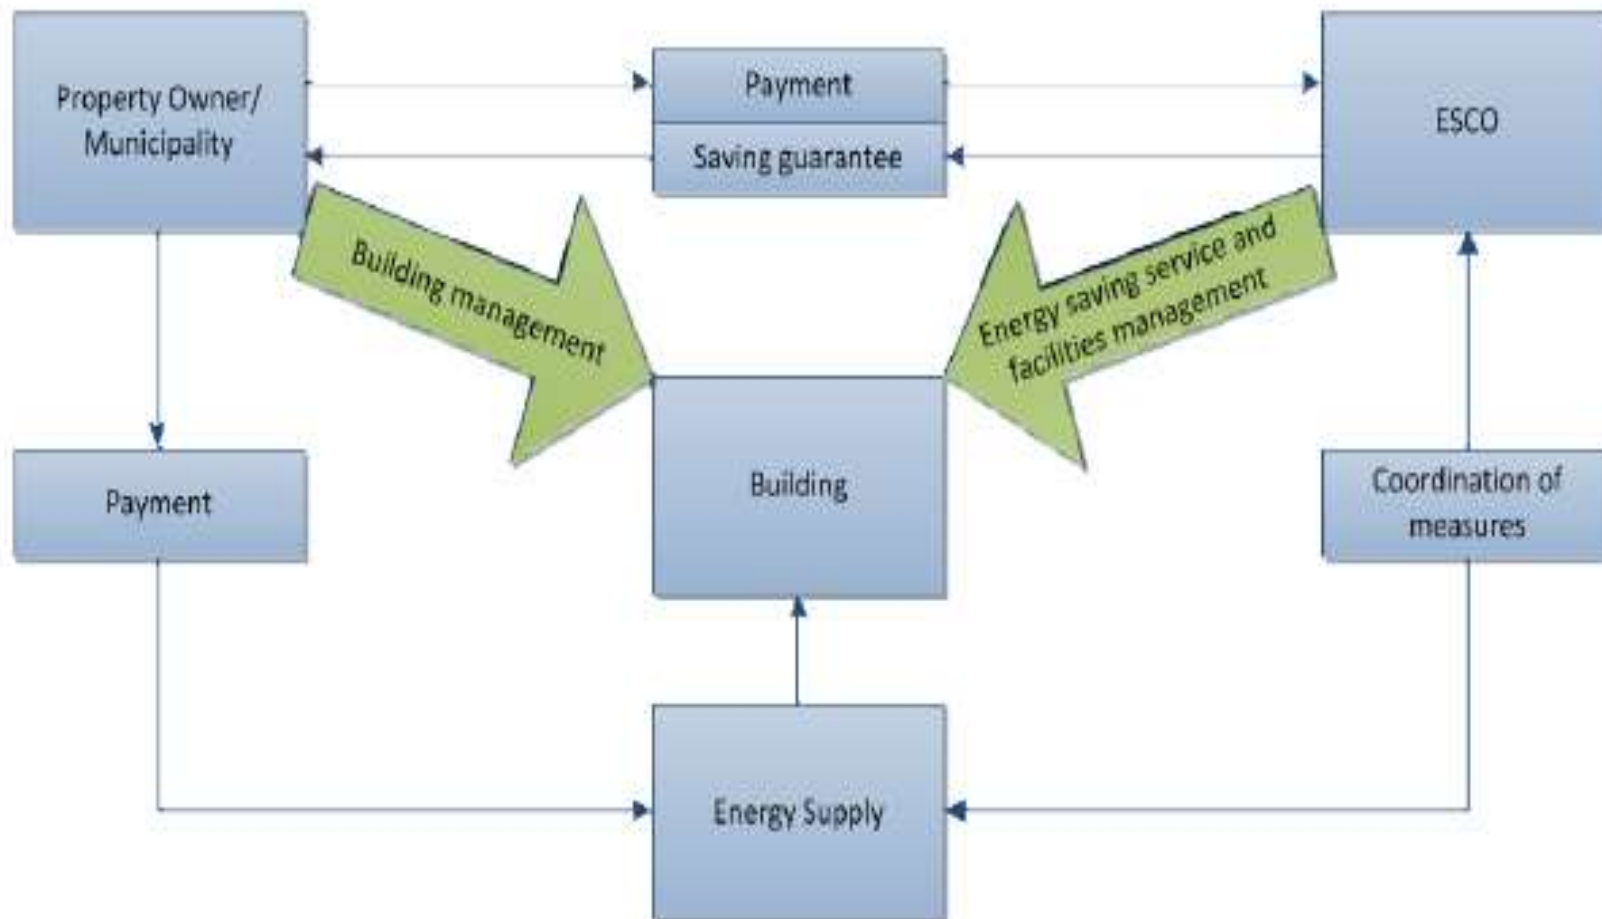 Property Owner/
Municipality
Payment
Saving guarantee
ESCO
Building management
Energy saving service and
facilities management
Payment
Building
Coordination of
measures
Energy Supply